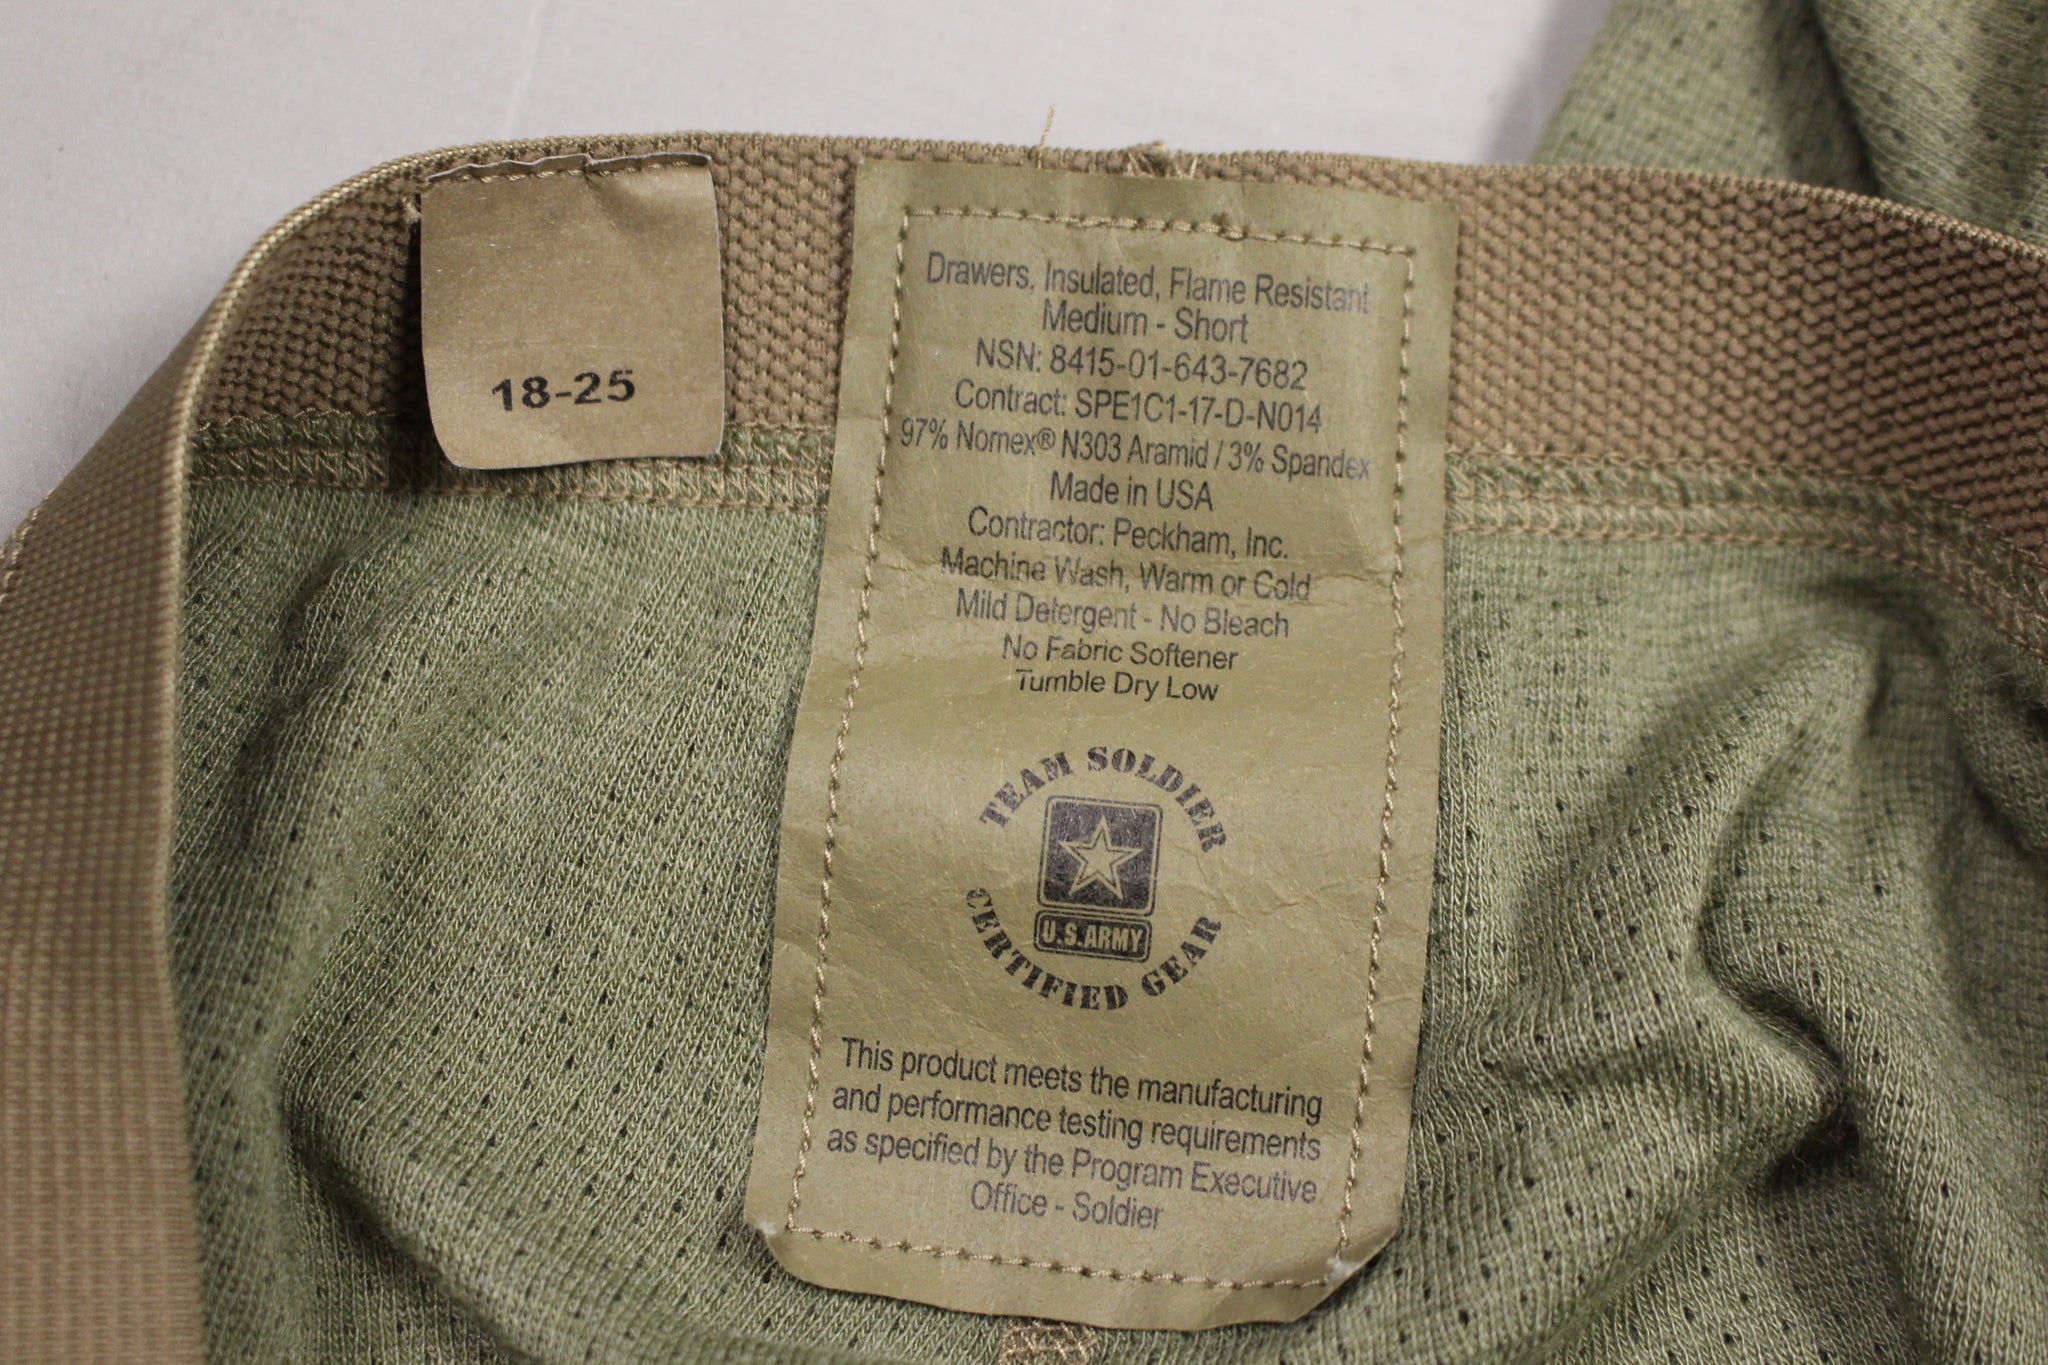 18-25
Drawers, Insulated, Flame Resistant
Medium - Short
NSN: 8415-01-643-7682
Contract: SPE1C1-17-D-N014
97% Nomex® N303 Aramid / 3% Spandex
Made in USA
Contractor: Peckham, Inc.
Machine Wash, Warm or Cold
Mild Detergent - No Bleach
No Fabric Softener
Tumble Dry Low
TEAM SOLDIER
U.S.ARMY
CERTIFIED GEAR
This product meets the manufacturing
and performance testing requirements
as specified by the Program Executive
Office - Soldier